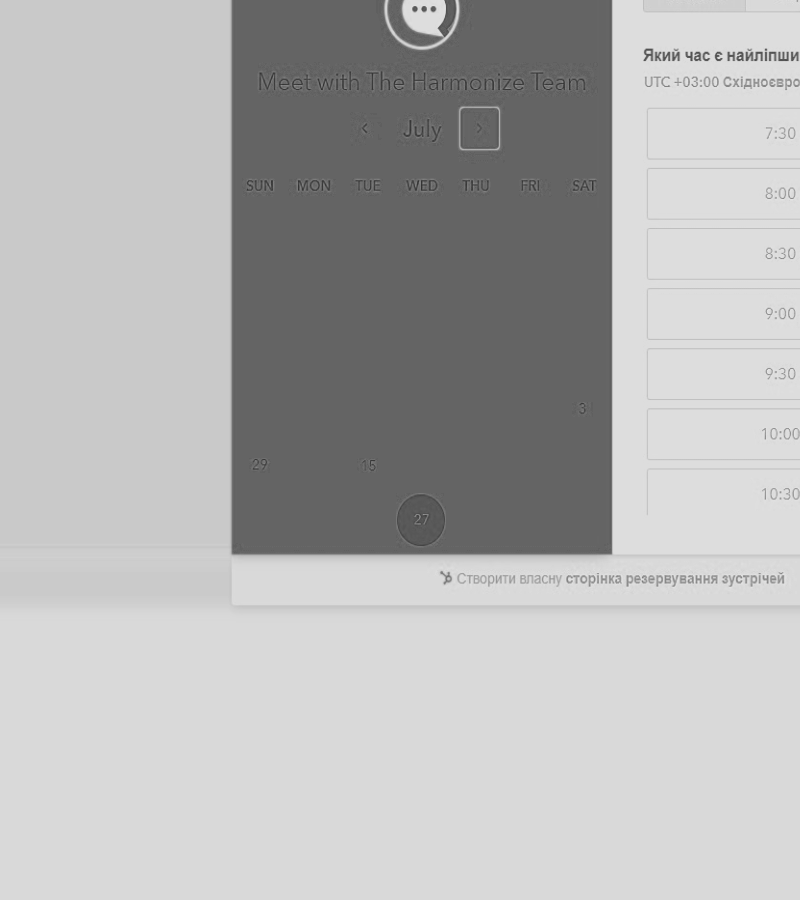 Meet with The Harmonize Team
July
SUN MON TUE WED THU FRI SAT
3
29 15
27
Який час є
UTC +03:00
7:30
8:00
8:30
9:00
9:30
10:00
10:30
Створити власну сторінка резервування зустрічей